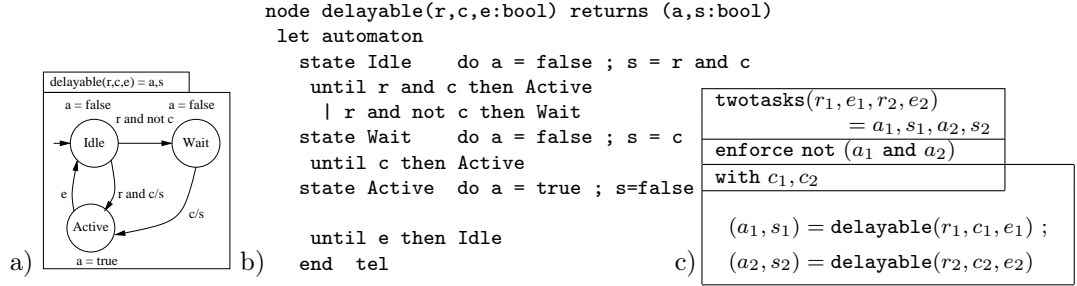 delayable(r,c,e) = a,s
a = false a = false
r and not c
Idle Wait
e r and c/s
c/s
Active
a = true
a)
node delayable(r,c,e:bool) returns (a,s:bool)
let automaton
state Idle do a = false ; s = r and c
until r and c then Active
| r and not c then Wait
state Wait do a = false ; s = c
until c then Active
state Active do a = true ; s=false
until e then Idle
end tel
b)
twotasks(r₁, e₁, r₂, e₂)
= a₁, s₁, a₂, s₂
enforce not (a₁ and a₂)
with c₁, c₂
(a₁, s₁) = delayable(r₁, c₁, e₁) ;
(a₂, s₂) = delayable(r₂, c₂, e₂)
c)